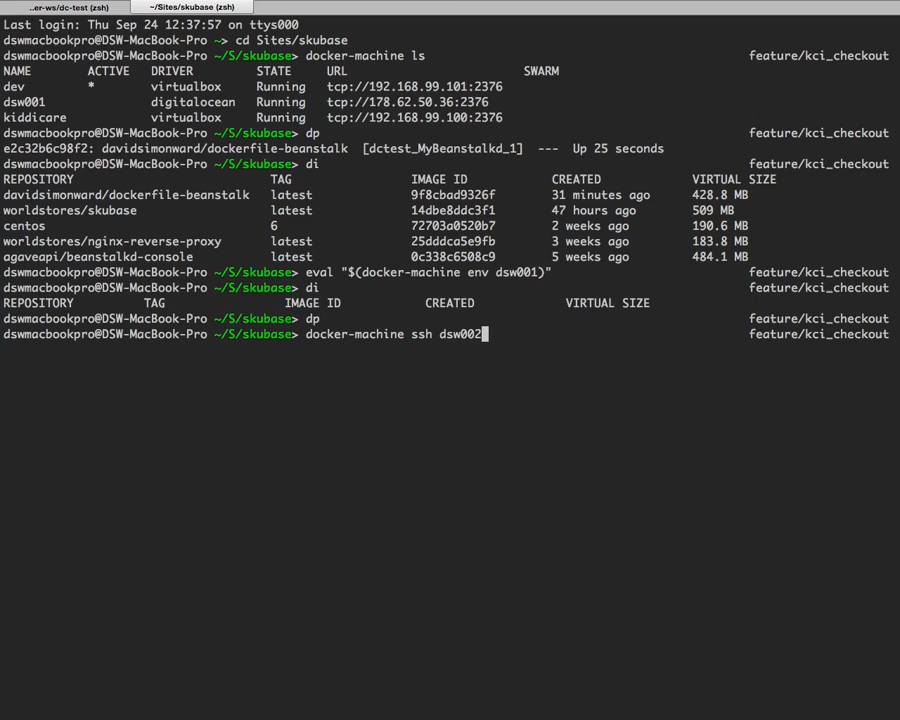 ..er-ws/dc-test (zsh) ~/Sites/skubase (zsh)
Last login: Thu Sep 24 12:37:57 on ttys000
dswmacbookpro@DSW-MacBook-Pro ~> cd Sites/skubase
dswmacbookpro@DSW-MacBook-Pro ~/S/skubase> docker-machine ls feature/kci_checkout
NAME ACTIVE DRIVER STATE URL SWARM
dev * virtualbox Running tcp://192.168.99.101:2376
dsw001 digitalocean Running tcp://178.62.50.36:2376
kiddicare virtualbox Running tcp://192.168.99.100:2376
dswmacbookpro@DSW-MacBook-Pro ~/S/skubase> dp feature/kci_checkout
e2c32b6c98f2: davidsimonward/dockerfile-beanstalk [dctest_MyBeanstalkd_1] --- Up 25 seconds
dswmacbookpro@DSW-MacBook-Pro ~/S/skubase> di feature/kci_checkout
REPOSITORY TAG IMAGE ID CREATED VIRTUAL SIZE
davidsimonward/dockerfile-beanstalk latest 9f8cbad9326f 31 minutes ago 428.8 MB
worldstores/skubase latest 14dbe8ddc3f1 47 hours ago 509 MB
centos 6 72703a0520b7 2 weeks ago 190.6 MB
worldstores/nginx-reverse-proxy latest 25dddca5e9fb 3 weeks ago 183.8 MB
agaveapi/beanstalkd-console latest 0c338c6508c9 5 weeks ago 484.1 MB
dswmacbookpro@DSW-MacBook-Pro ~/S/skubase> eval "$(docker-machine env dsw001)" feature/kci_checkout
dswmacbookpro@DSW-MacBook-Pro ~/S/skubase> di feature/kci_checkout
REPOSITORY TAG IMAGE ID CREATED VIRTUAL SIZE
dswmacbookpro@DSW-MacBook-Pro ~/S/skubase> dp feature/kci_checkout
dswmacbookpro@DSW-MacBook-Pro ~/S/skubase> docker-machine ssh dsw002 feature/kci_checkout